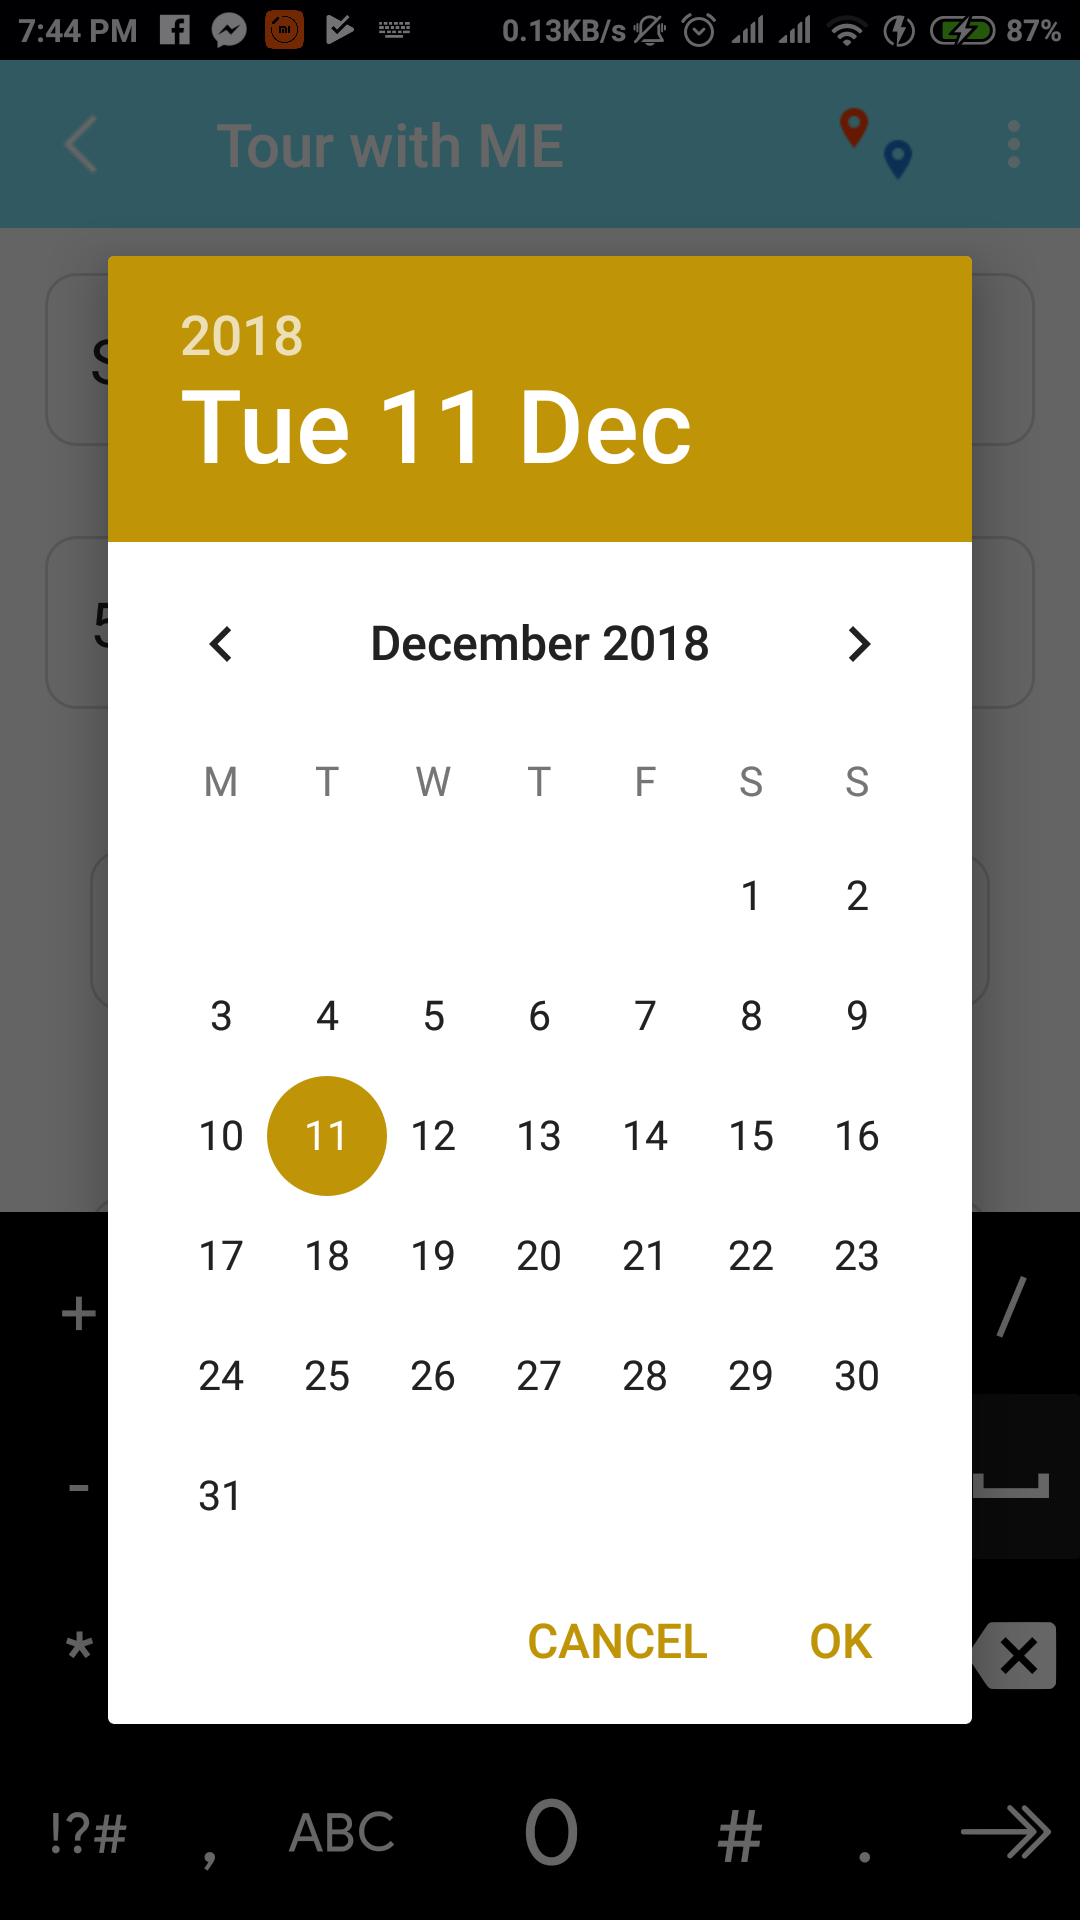 7:44 PM 0.13KB/s 87%
Tour with ME
S
2018
Tue 11 Dec
5
December 2018
M T W T F S S
1 2
3 4 5 6 7 8 9
10 11 12 13 14 15 16
17 18 19 20 21 22 23
24 25 26 27 28 29 30
31
CANCEL OK
+ /
-
*
!?# , ABC 0 # .